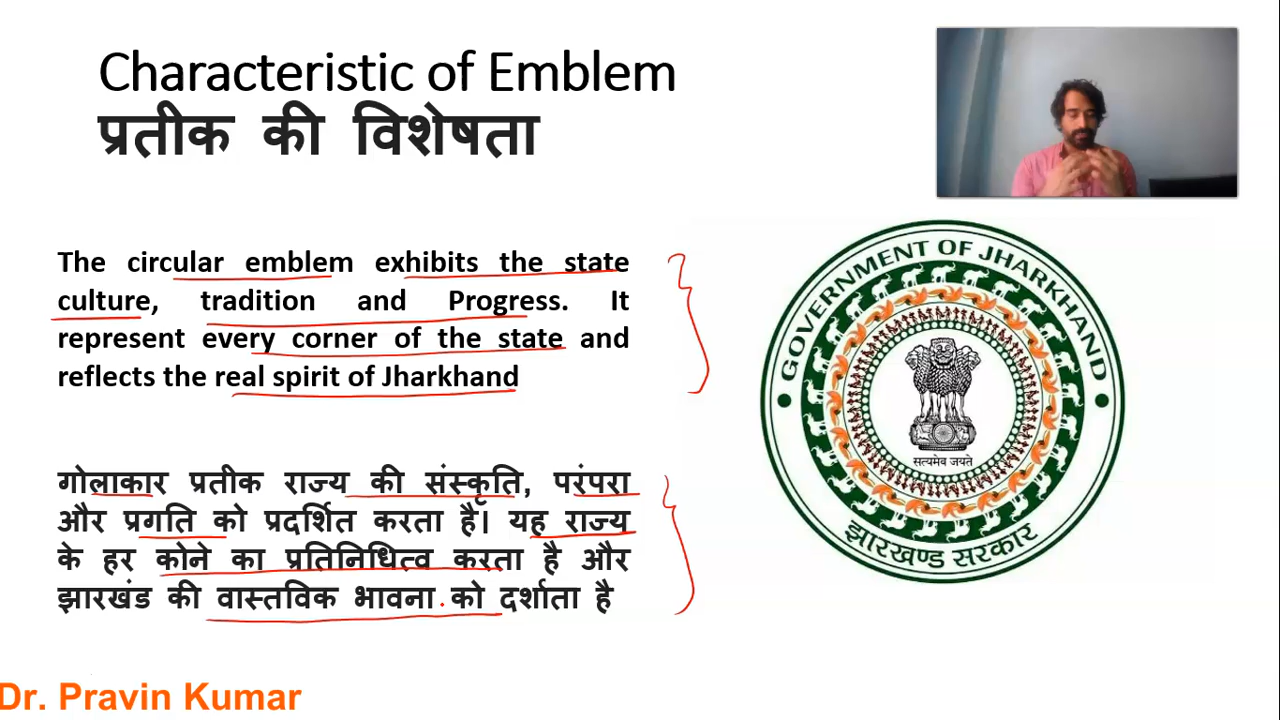 Characteristic of Emblem
प्रतीक की विशेषता
The circular emblem exhibits the state
culture, tradition and Progress. It
represent every corner of the state and
reflects the real spirit of Jharkhand
गोलाकार प्रतीक राज्य की संस्कृति, परंपरा
और प्रगति को प्रदर्शित करता है। यह राज्य
के हर कोने का प्रतिनिधित्व करता है और
झारखंड की वास्तविक भावना को दर्शाता है
GOVERNMENT OF JHARKHAND
सत्यमेव जयते
झारखण्ड सरकार
Dr. Pravin Kumar